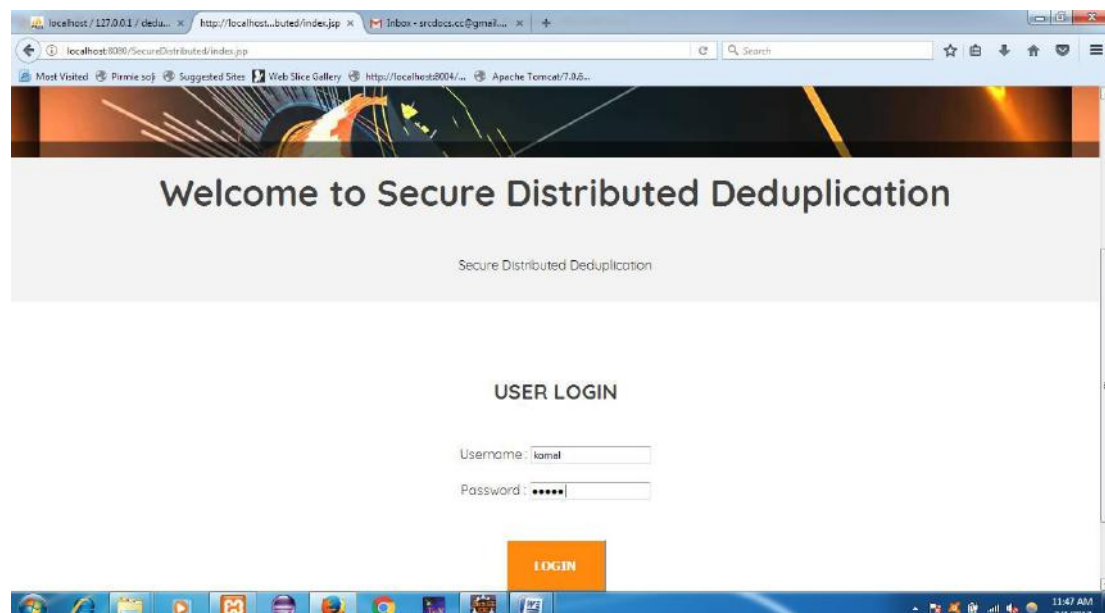 localhost / 127.0.0.1 / dedu... ×
http://localhost...buted/index.jsp ×
Inbox - srcdocs.cc@gmail.... ×
localhost:8080/SecureDistributed/index.jsp
Search
Most Visited
Suggested Sites
Web Slice Gallery
http://localhost:8004/...
Apache Tomcat/7.0.6...
Welcome to Secure Distributed Deduplication
Secure Distributed Deduplication
USER LOGIN
Username : komal
Password : •••••
LOGIN
11:47 AM